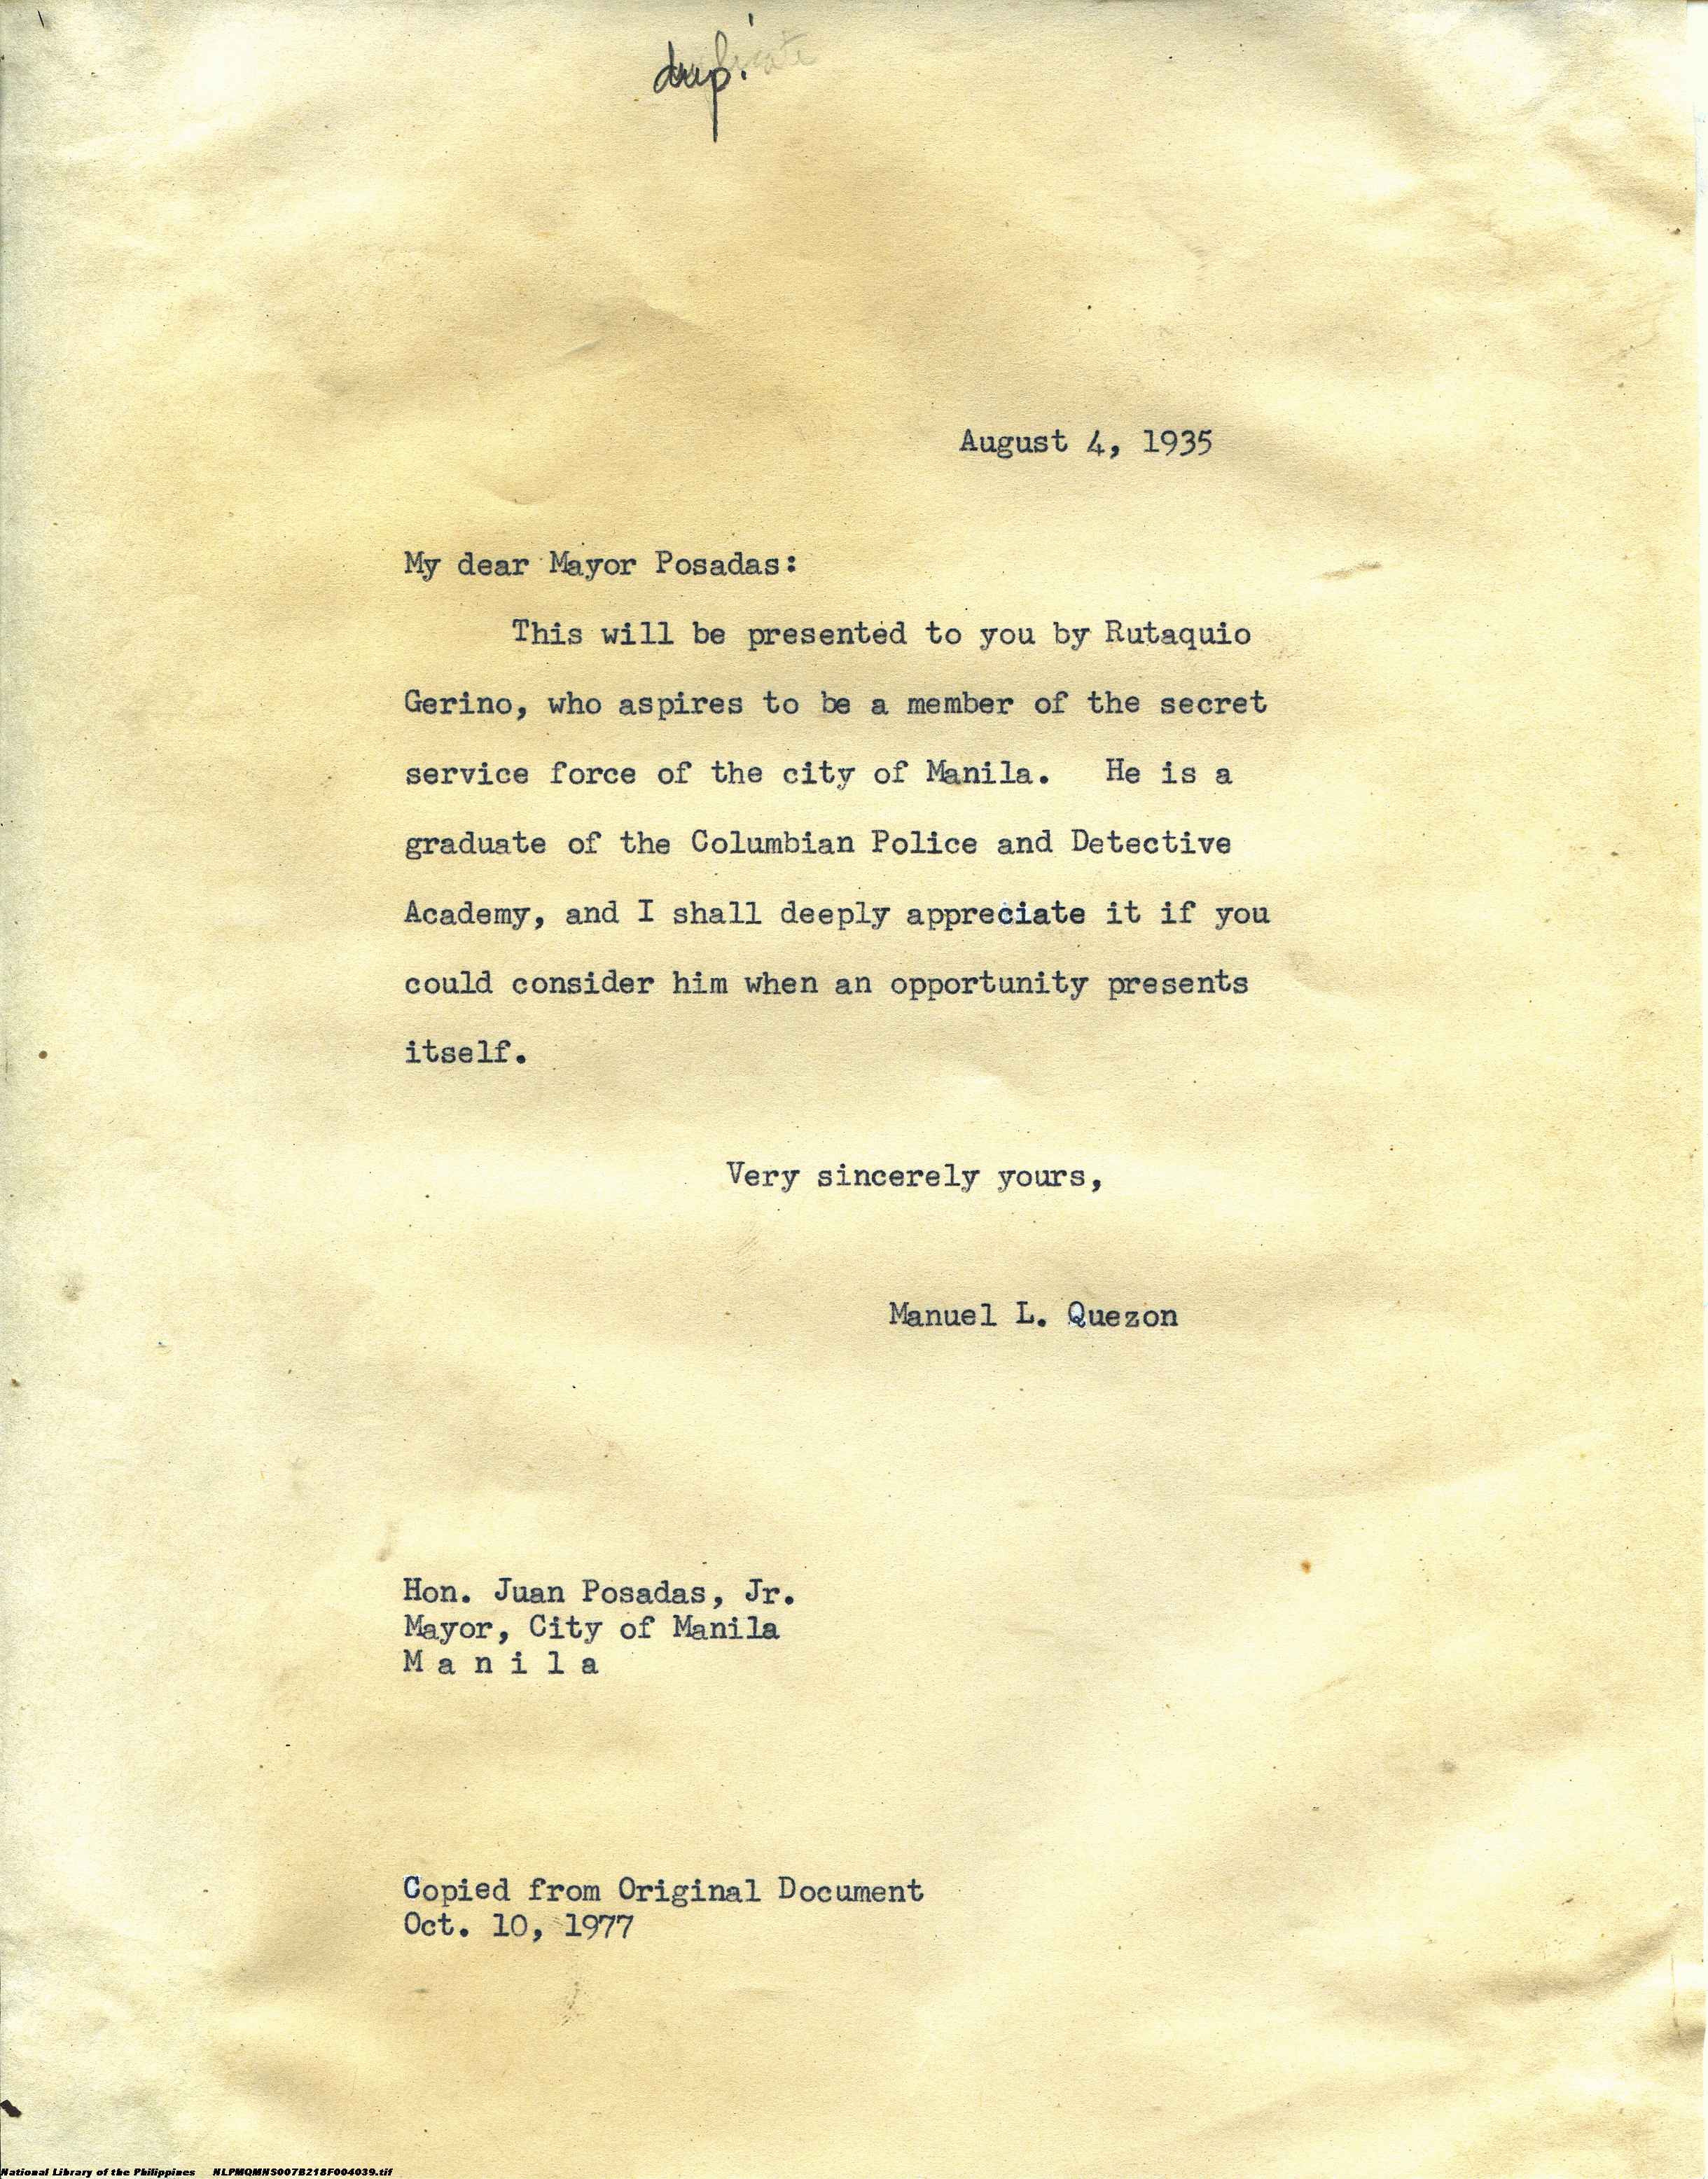 dup.
duplicate
August 4, 1935
My dear Mayor Posadas:
This will be presented to you by Rutaquio
Gerino, who aspires to be a member of the secret
service force of the city of Manila. He is a
graduate of the Columbian Police and Detective
Academy, and I shall deeply appreciate it if you
could consider him when an opportunity presents
itself.
Very sincerely yours,
Manuel L. Quezon
Hon. Juan Posadas, Jr.
Mayor, City of Manila
M a n i l a
Copied from Original Document
Oct. 10, 1977
National Library of the Philippines NLPMQMNS007B218F004039.tif